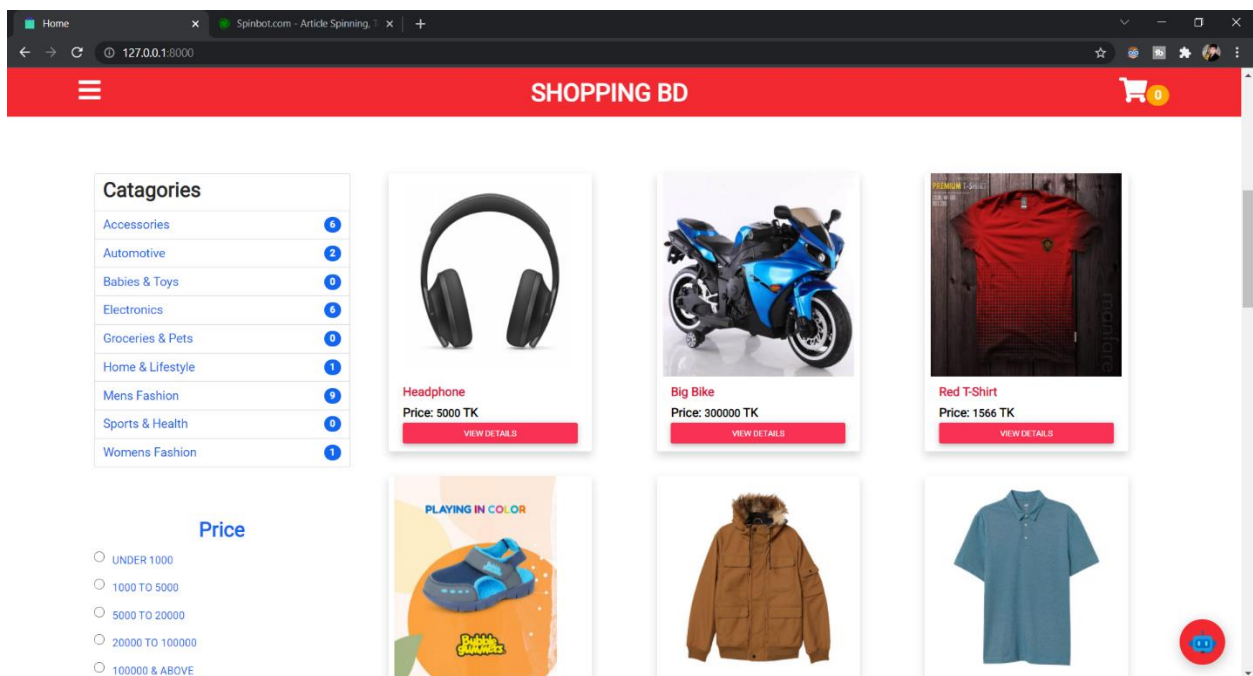 Home
Spinbot.com - Article Spinning, T
127.0.0.1:8000
SHOPPING BD
0
Catagories
Accessories 6
Automotive 2
Babies & Toys 0
Electronics 6
Groceries & Pets 0
Home & Lifestyle 1
Mens Fashion 9
Sports & Health 0
Womens Fashion 1
Price
UNDER 1000
1000 TO 5000
5000 TO 20000
20000 TO 100000
100000 & ABOVE
Headphone
Price: 5000 TK
VIEW DETAILS
Big Bike
Price: 300000 TK
VIEW DETAILS
PREMIUM T-SHIRT
manfare
Red T-Shirt
Price: 1566 TK
VIEW DETAILS
PLAYING IN COLOR
Bubble
gummers